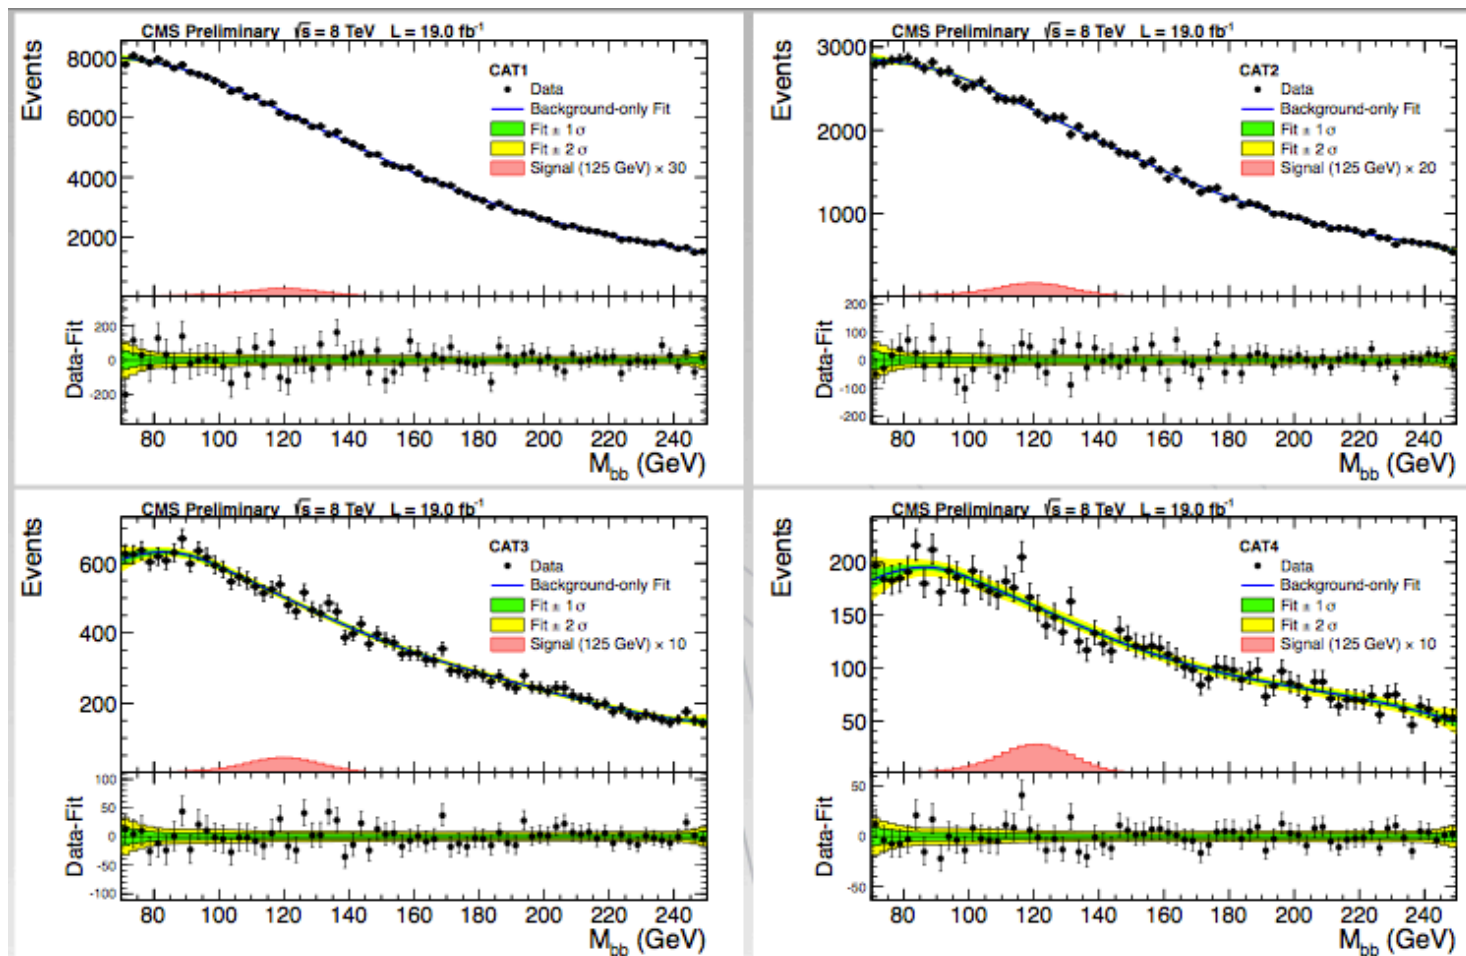 CMS Preliminary √s = 8 TeV L = 19.0 fb⁻¹
Events
8000
6000
4000
2000
CAT1
Data
Background-only Fit
Fit ± 1 σ
Fit ± 2 σ
Signal (125 GeV) × 30
Data-Fit
200
0
-200
80 100 120 140 160 180 200 220 240
M_bb (GeV)
CMS Preliminary √s = 8 TeV L = 19.0 fb⁻¹
Events
3000
2000
1000
CAT2
Data
Background-only Fit
Fit ± 1σ
Fit ± 2 σ
Signal (125 GeV) × 20
Data-Fit
200
100
0
-100
-200
80 100 120 140 160 180 200 220 240
M_bb (GeV)
CMS Preliminary √s = 8 TeV L = 19.0 fb⁻¹
Events
600
400
200
CAT3
Data
Background-only Fit
Fit ± 1 σ
Fit ± 2 σ
Signal (125 GeV) × 10
Data-Fit
100
50
0
-50
-100
80 100 120 140 160 180 200 220 240
M_bb (GeV)
CMS Preliminary √s = 8 TeV L = 19.0 fb⁻¹
Events
200
150
100
50
CAT4
Data
Background-only Fit
Fit ± 1 σ
Fit ± 2 σ
Signal (125 GeV) × 10
Data-Fit
50
0
-50
80 100 120 140 160 180 200 220 240
M_bb (GeV)